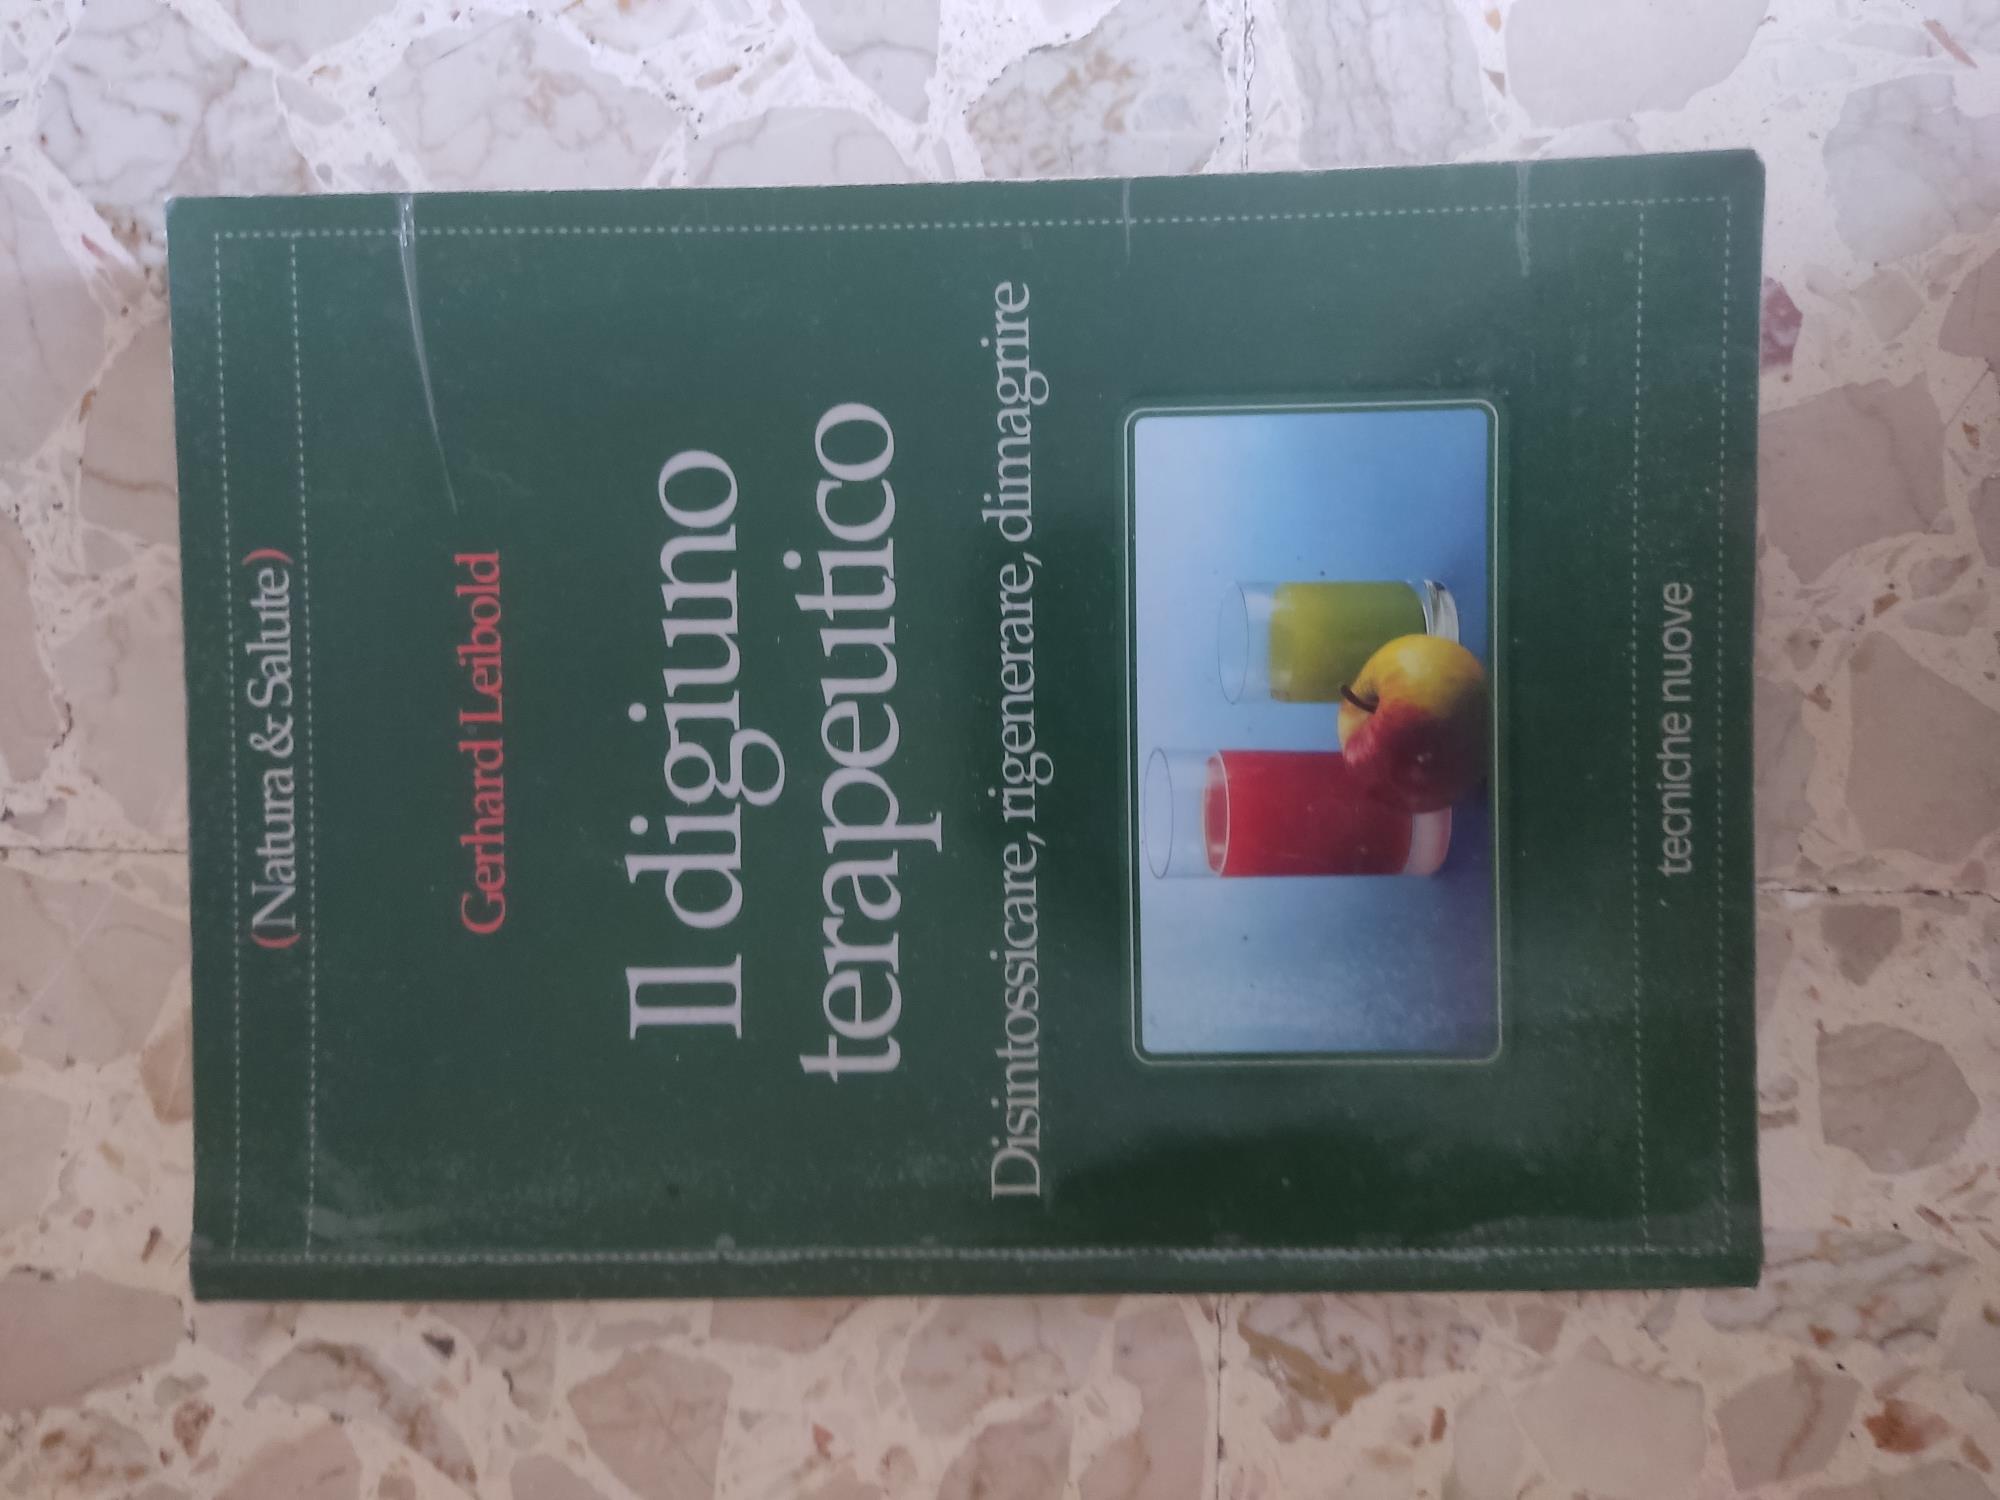 (Natura & Salute)
Gerhard Leibold
Il digiuno
terapeutico
Disintossicare, rigenerare, dimagrire
tecniche nuove